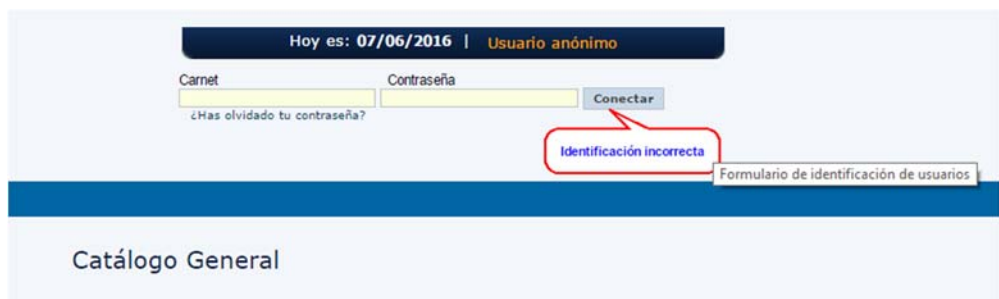 Hoy es: 07/06/2016 | Usuario anónimo
Carnet Contraseña
Conectar
¿Has olvidado tu contraseña?
Identificación incorrecta
Formulario de identificación de usuarios
Catálogo General